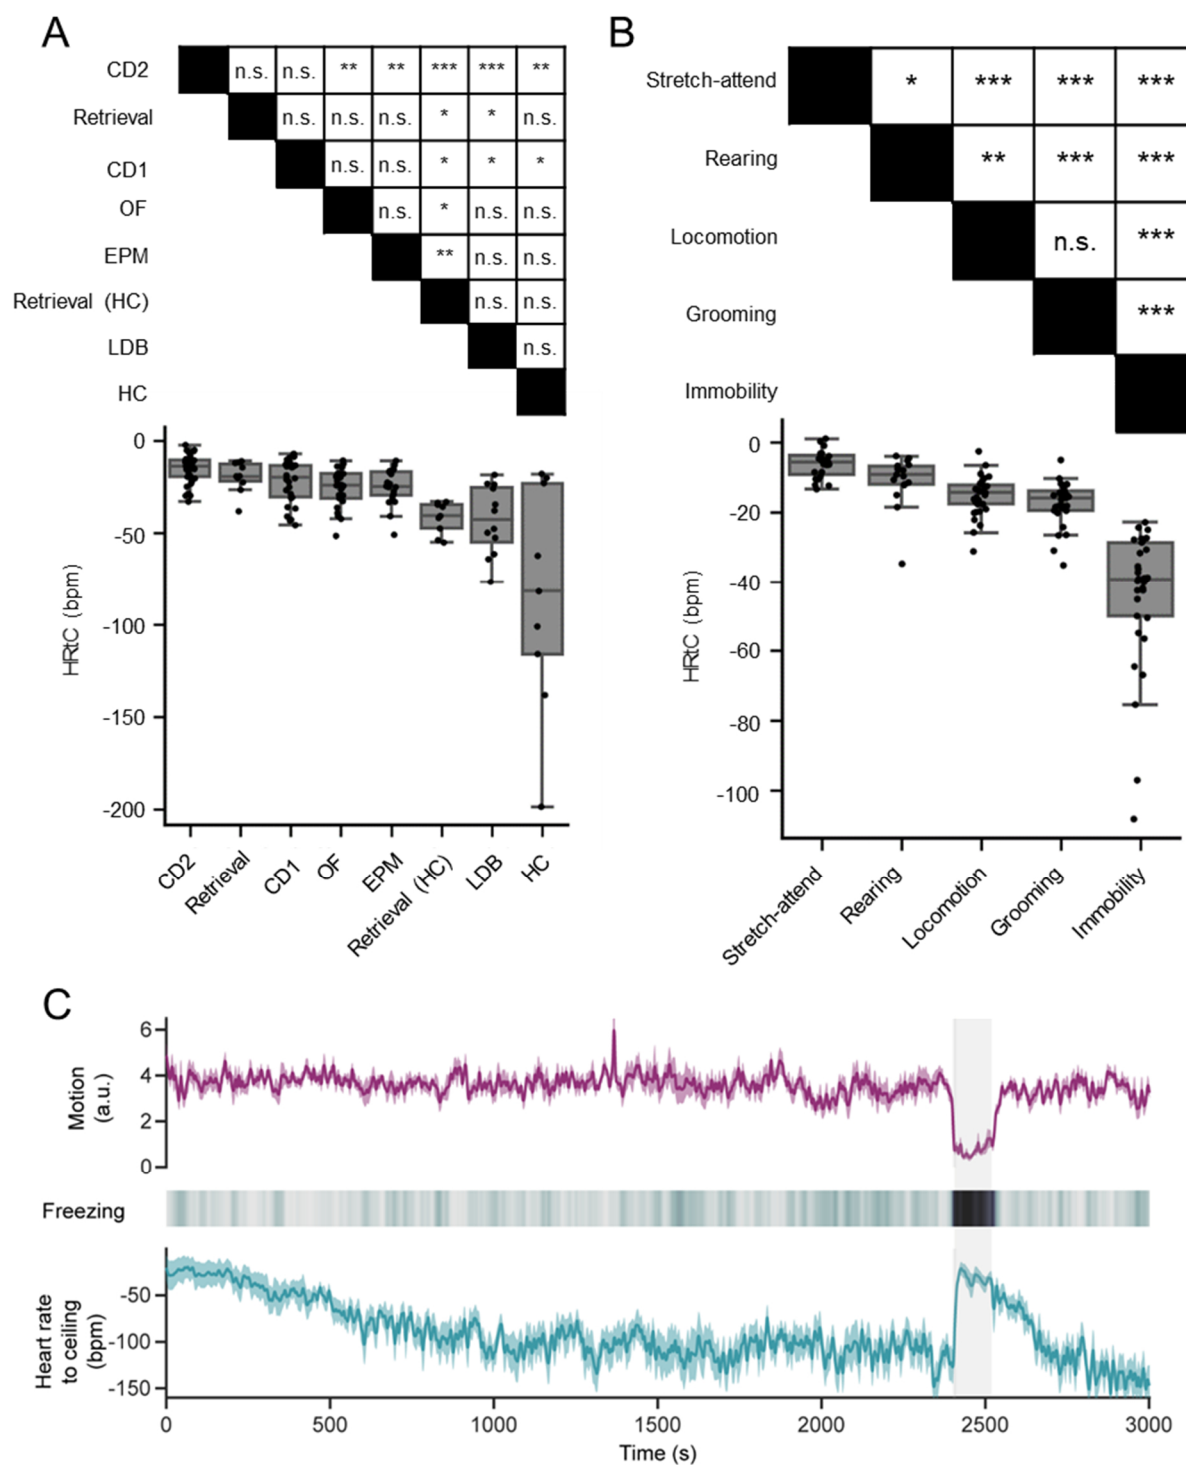 A
CD2 n.s. n.s. ** ** *** *** **
Retrieval n.s. n.s. n.s. * * n.s.
CD1 n.s. n.s. * * *
OF n.s. * n.s. n.s.
EPM ** n.s. n.s.
Retrieval (HC) n.s. n.s.
LDB n.s.
HC
HRtC (bpm)
0
-50
-100
-150
-200
CD2 Retrieval CD1 OF EPM Retrieval (HC) LDB HC
B
Stretch-attend * *** *** ***
Rearing ** *** ***
Locomotion n.s. ***
Grooming ***
Immobility
HRtC (bpm)
0
-20
-40
-60
-80
-100
Stretch-attend Rearing Locomotion Grooming Immobility
C
Motion
(a.u.)
6
4
2
0
Freezing
Heart rate
to ceiling
(bpm)
-50
-100
-150
0 500 1000 1500 2000 2500 3000
Time (s)